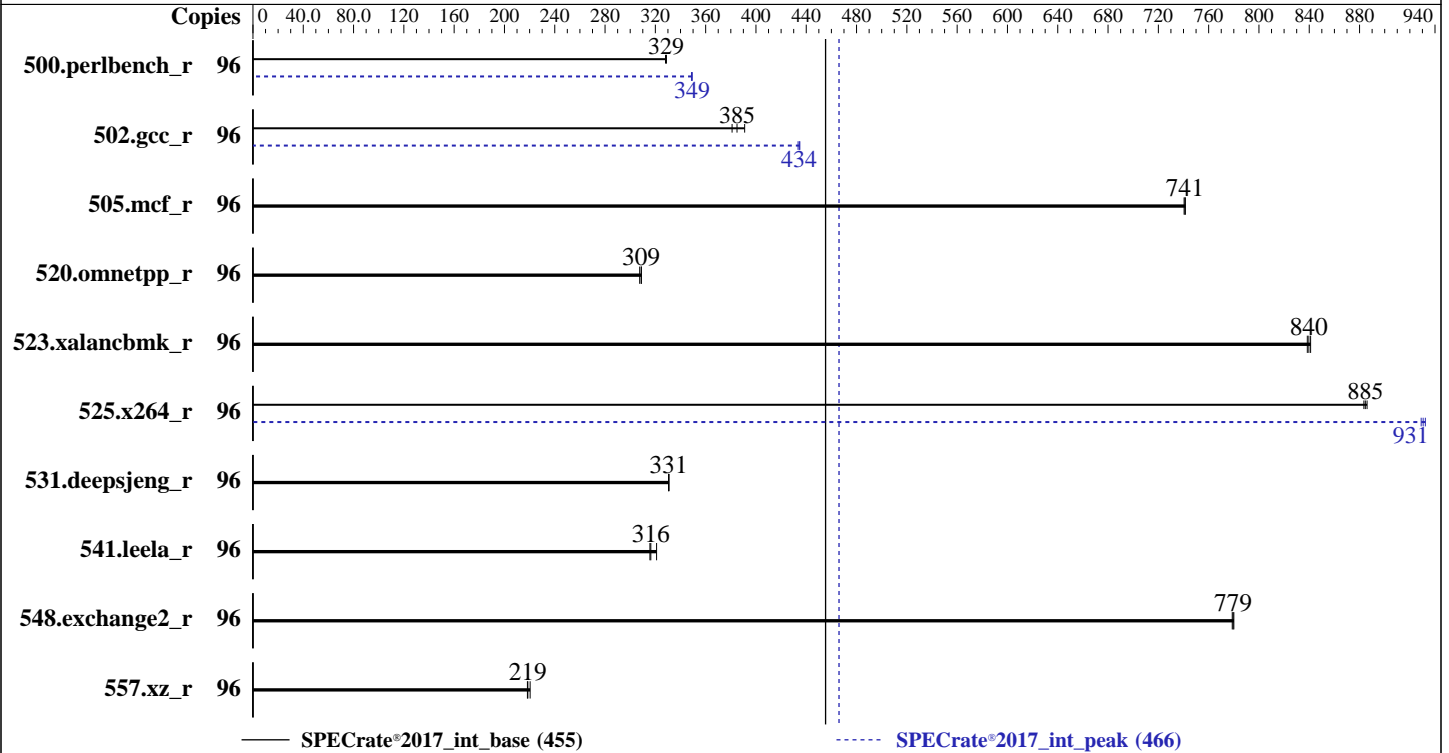 Copies 0 40.0 80.0 120 160 200 240 280 320 360 400 440 480 520 560 600 640 680 720 760 800 840 880 940
500.perlbench_r 96 329
349
502.gcc_r 96 385
434
505.mcf_r 96 741
520.omnetpp_r 96 309
523.xalancbmk_r 96 840
525.x264_r 96 885
931
531.deepsjeng_r 96 331
541.leela_r 96 316
548.exchange2_r 96 779
557.xz_r 96 219
SPECrate®2017_int_base (455) SPECrate®2017_int_peak (466)